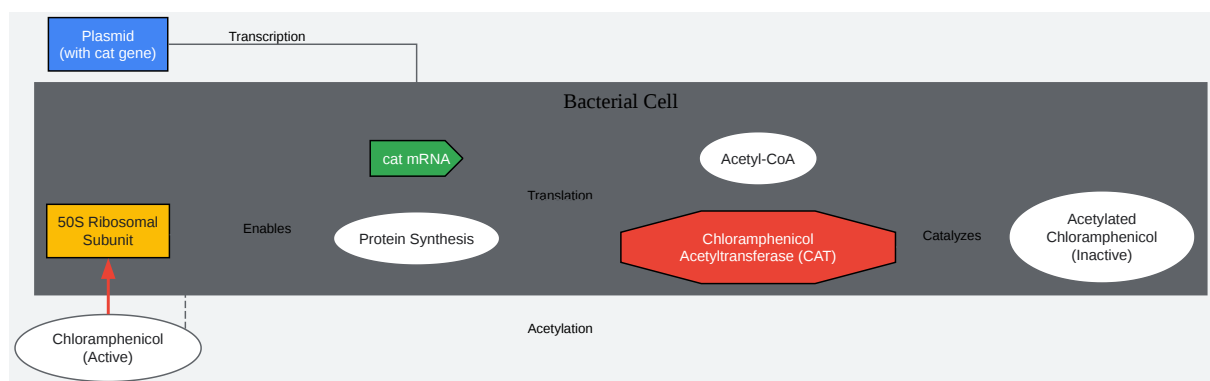 Plasmid
(with cat gene)
Transcription
Bacterial Cell
cat mRNA
Acetyl-CoA
Translation
50S Ribosomal
Subunit
Enables
Protein Synthesis
Chloramphenicol
Acetyltransferase (CAT)
Catalyzes
Acetylated
Chloramphenicol
(Inactive)
Chloramphenicol
(Active)
Acetylation